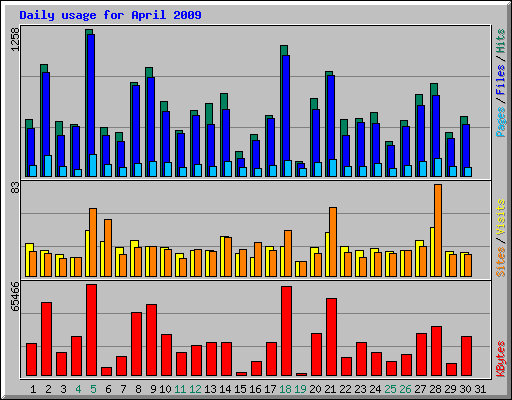 Daily usage for April 2009
1258
Pages / Files / Hits
83
Sites / Visits
65466
KBytes
1 2 3 4 5 6 7 8 9 10 11 12 13 14 15 16 17 18 19 20 21 22 23 24 25 26 27 28 29 30 31